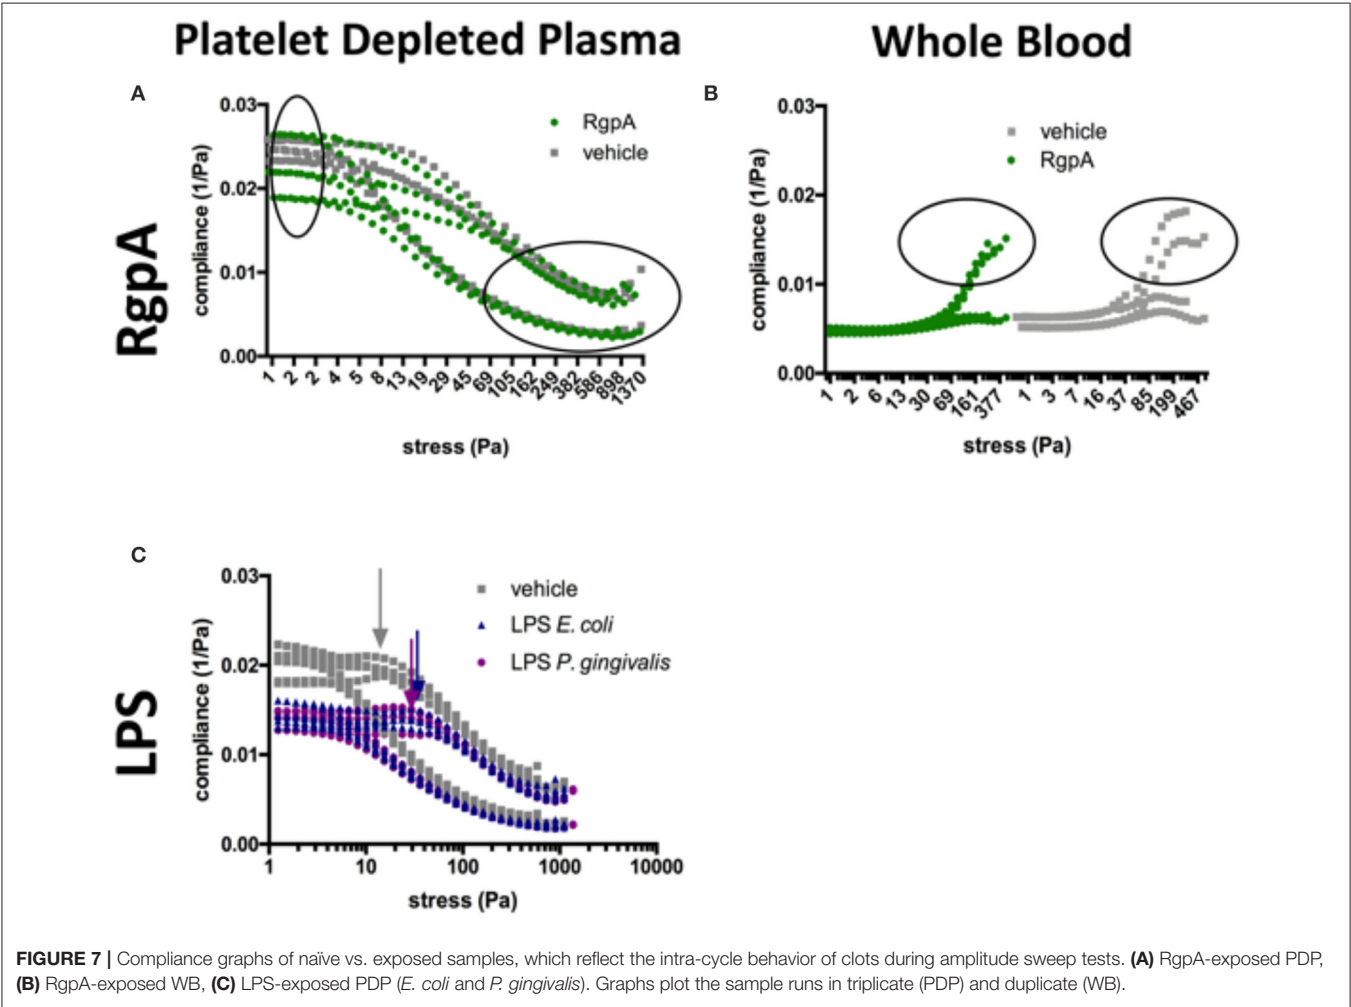 Platelet Depleted Plasma
Whole Blood
RgpA
A
compliance (1/Pa)
0.03
0.02
0.01
0.00
RgpA
vehicle
1 2 2 4 5 8 13 19 29 45 69 105 162 249 382 586 898 1370
stress (Pa)
B
compliance (1/Pa)
0.03
0.02
0.01
0.00
vehicle
RgpA
1 2 6 13 30 69 161 377 1 3 7 16 37 85 199 467
stress (Pa)
LPS
C
compliance (1/Pa)
0.03
0.02
0.01
0.00
vehicle
LPS E. coli
LPS P. gingivalis
1 10 100 1000 10000
stress (Pa)
FIGURE 7 | Compliance graphs of naïve vs. exposed samples, which reflect the intra-cycle behavior of clots during amplitude sweep tests. (A) RgpA-exposed PDP,
(B) RgpA-exposed WB, (C) LPS-exposed PDP (E. coli and P. gingivalis). Graphs plot the sample runs in triplicate (PDP) and duplicate (WB).